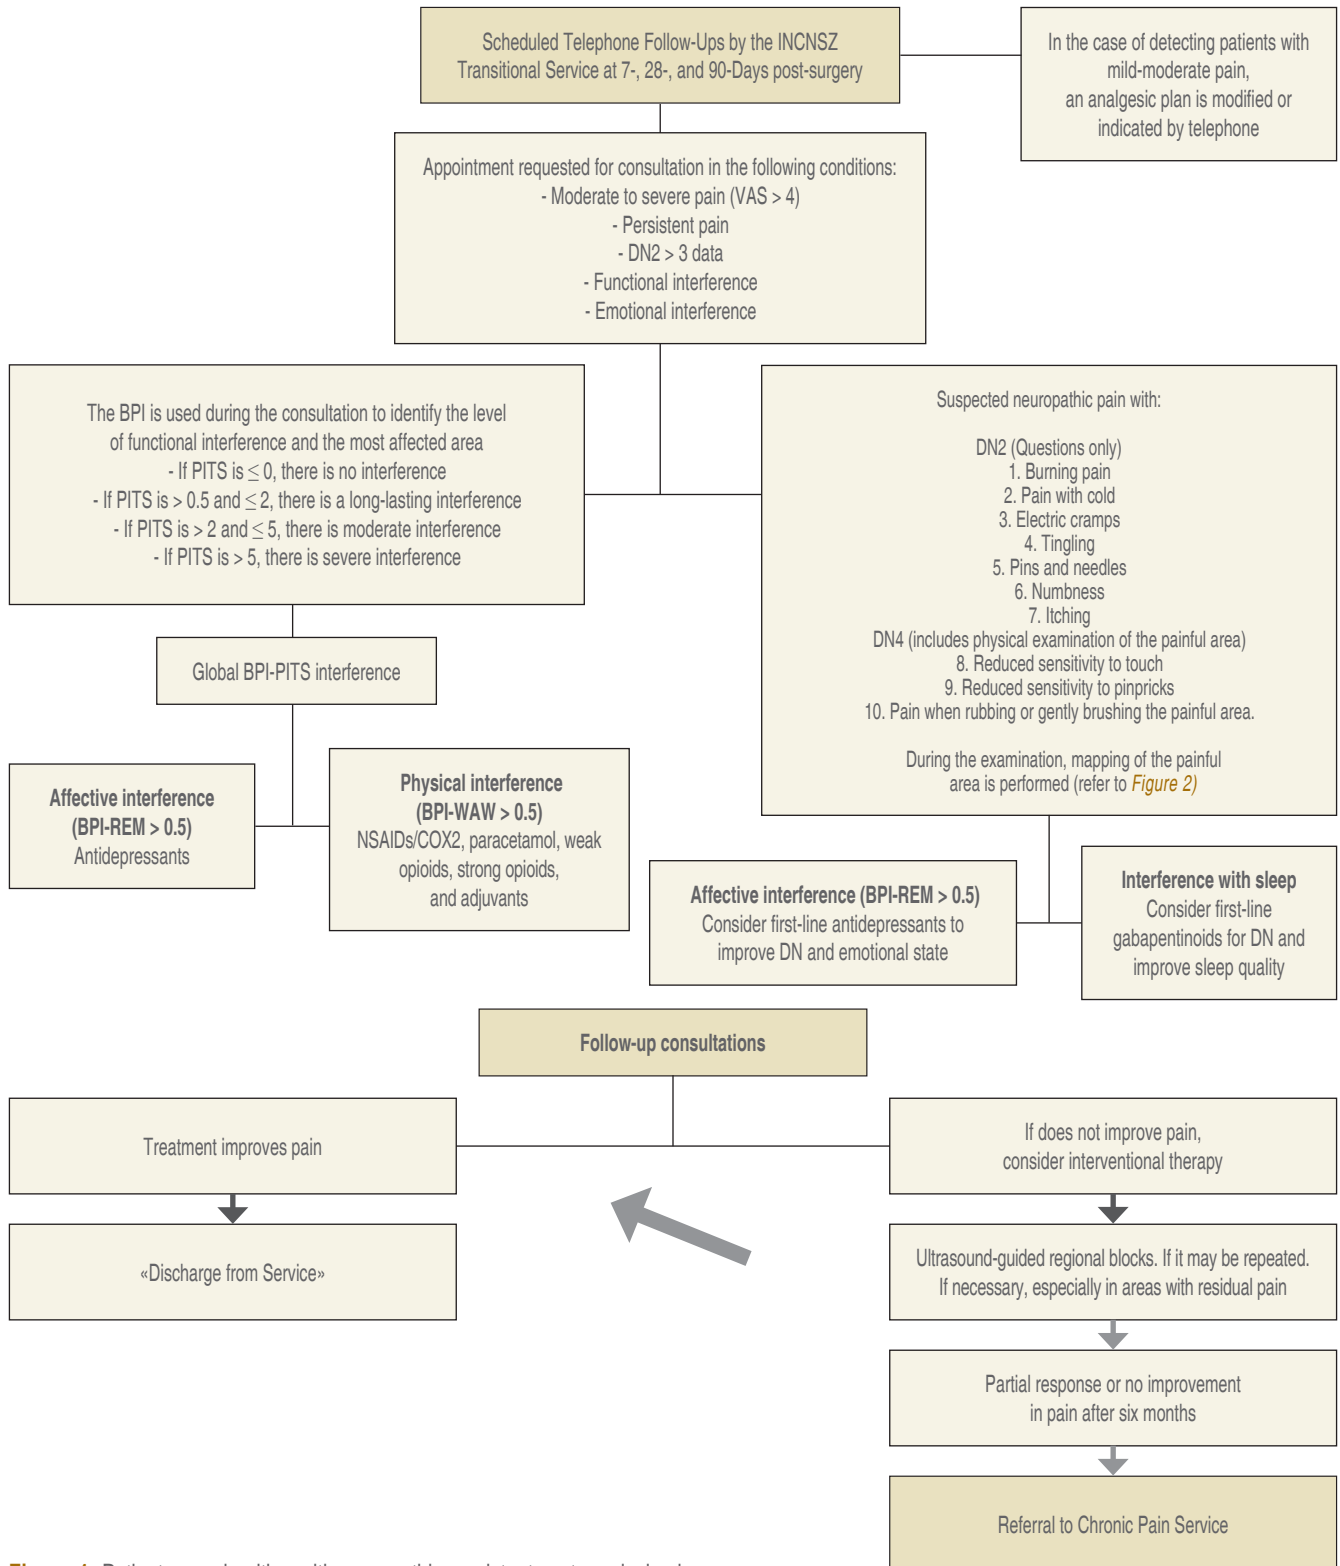 Scheduled Telephone Follow-Ups by the INCNSZ
Transitional Service at 7-, 28-, and 90-Days post-surgery
In the case of detecting patients with
mild-moderate pain,
an analgesic plan is modified or
indicated by telephone
Appointment requested for consultation in the following conditions:
- Moderate to severe pain (VAS > 4)
- Persistent pain
- DN2 > 3 data
- Functional interference
- Emotional interference
The BPI is used during the consultation to identify the level
of functional interference and the most affected area
- If PITS is ≤ 0, there is no interference
- If PITS is > 0.5 and ≤ 2, there is a long-lasting interference
- If PITS is > 2 and ≤ 5, there is moderate interference
- If PITS is > 5, there is severe interference
Suspected neuropathic pain with:
DN2 (Questions only)
1. Burning pain
2. Pain with cold
3. Electric cramps
4. Tingling
5. Pins and needles
6. Numbness
7. Itching
DN4 (includes physical examination of the painful area)
8. Reduced sensitivity to touch
9. Reduced sensitivity to pinpricks
10. Pain when rubbing or gently brushing the painful area.
During the examination, mapping of the painful
area is performed (refer to Figure 2)
Global BPI-PITS interference
Affective interference
(BPI-REM > 0.5)
Antidepressants
Physical interference
(BPI-WAW > 0.5)
NSAIDs/COX2, paracetamol, weak
opioids, strong opioids,
and adjuvants
Affective interference (BPI-REM > 0.5)
Consider first-line antidepressants to
improve DN and emotional state
Interference with sleep
Consider first-line
gabapentinoids for DN and
improve sleep quality
Follow-up consultations
Treatment improves pain
If does not improve pain,
consider interventional therapy
«Discharge from Service»
Ultrasound-guided regional blocks. If it may be repeated.
If necessary, especially in areas with residual pain
Partial response or no improvement
in pain after six months
Referral to Chronic Pain Service